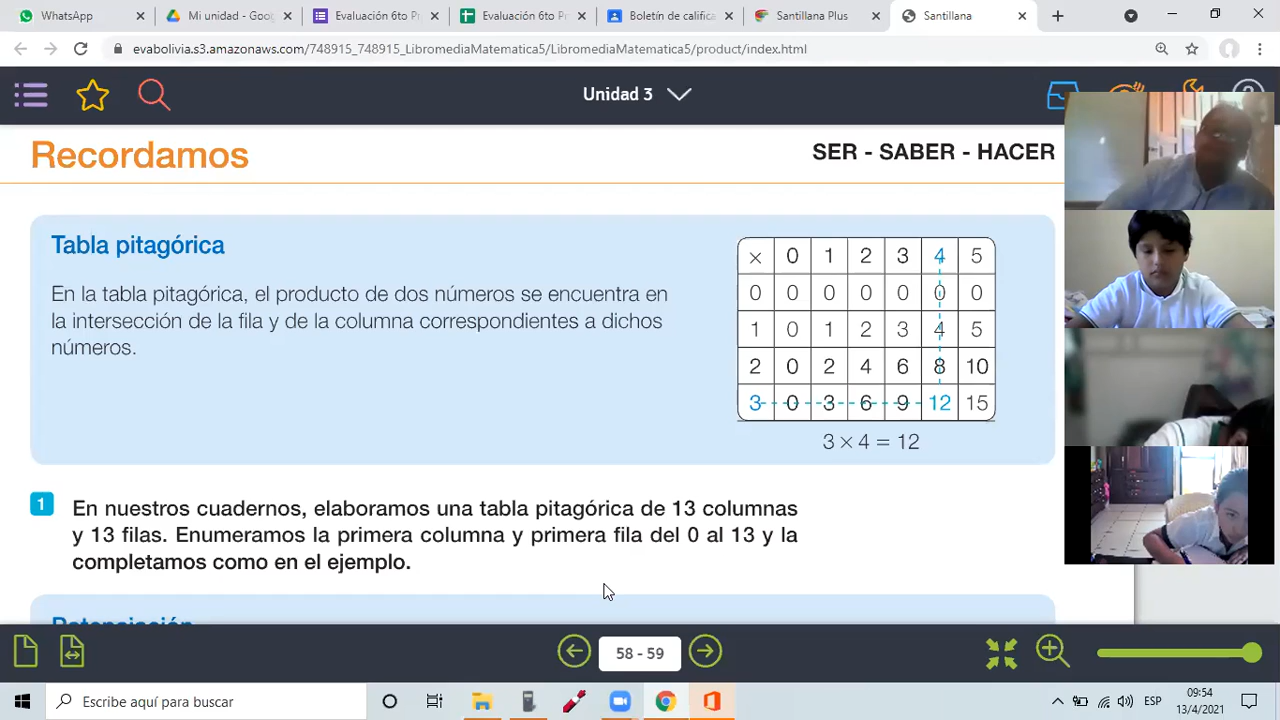 WhatsApp
Mi unidad - Goo
Evaluación 6to P
Evaluación 6to P
Boletín de califica
Santillana Plus
Santillana
evabolivia.s3.amazonaws.com/748915_748915_LibromediaMatematica5/LibromediaMatematica5/product/index.html
Unidad 3
Recordamos
SER - SABER - HACER
Tabla pitagórica
En la tabla pitagórica, el producto de dos números se encuentra en
la intersección de la fila y de la columna correspondientes a dichos
números.
× 0 1 2 3 4 5
0 0 0 0 0 0 0
1 0 1 2 3 4 5
2 0 2 4 6 8 10
3 0 3 6 9 12 15
3 × 4 = 12
1 En nuestros cuadernos, elaboramos una tabla pitagórica de 13 columnas
y 13 filas. Enumeramos la primera columna y primera fila del 0 al 13 y la
completamos como en el ejemplo.
Potenciación
58 - 59
Escribe aquí para buscar
ESP
09:54
13/4/2021